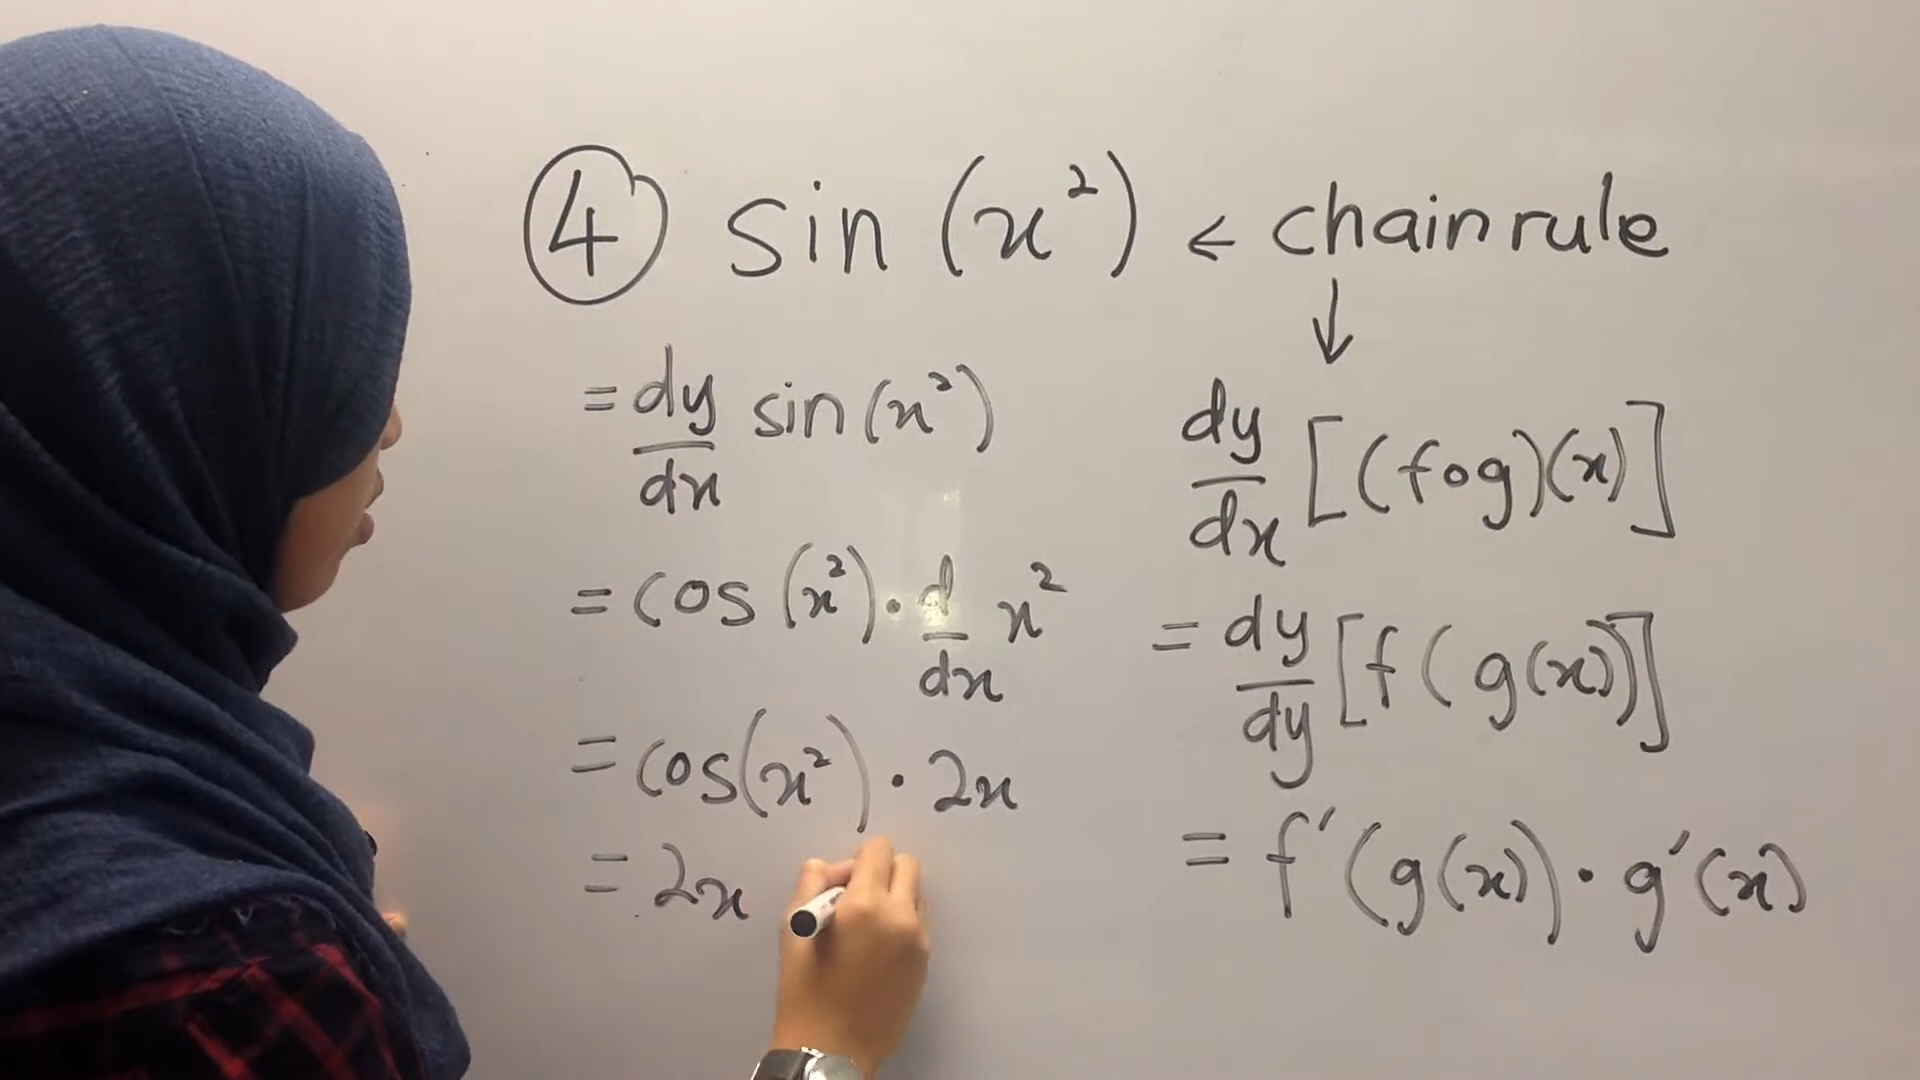 ④ sin (x²) ← chain rule
↓
= dy/dx sin(x²)
= cos (x²) · d/dx x²
= cos(x²) · 2x
= 2x
dy/dx [(fog)(x)]
= dy/dy [f(g(x))]
= f'(g(x)) · g'(x)